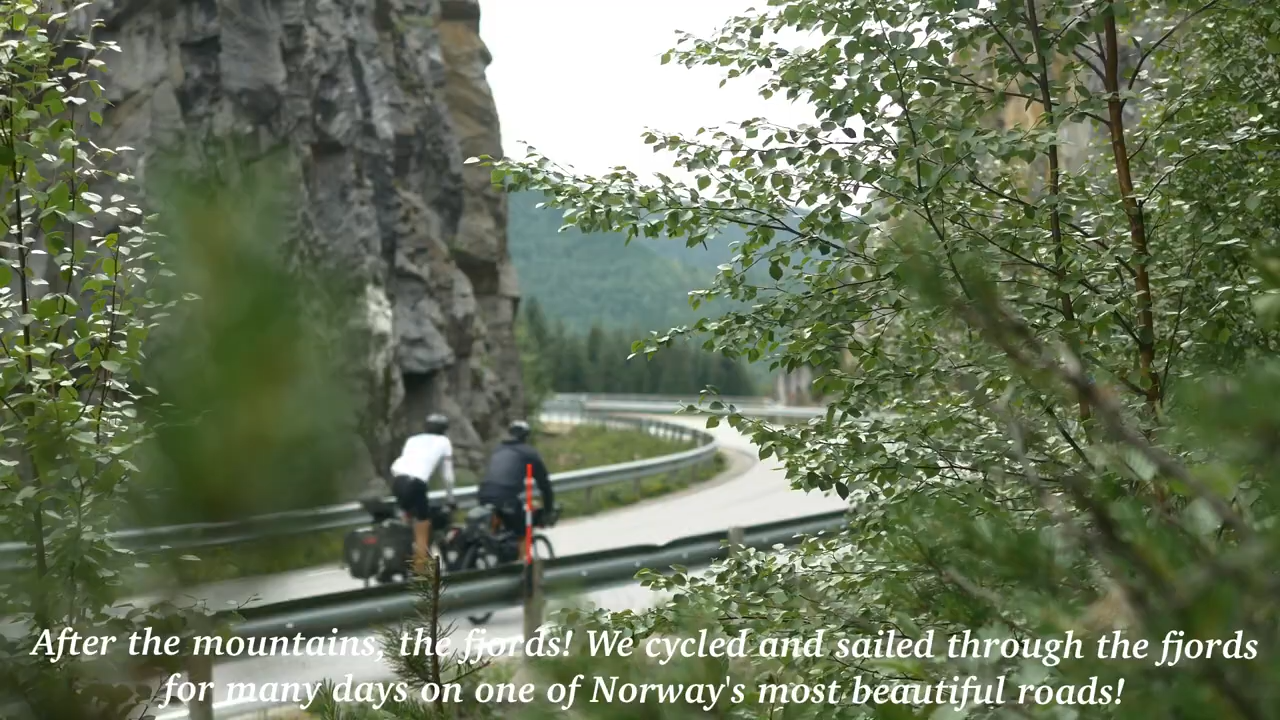 After the mountains, the fjords! We cycled and sailed through the fjords
for many days on one of Norway's most beautiful roads!